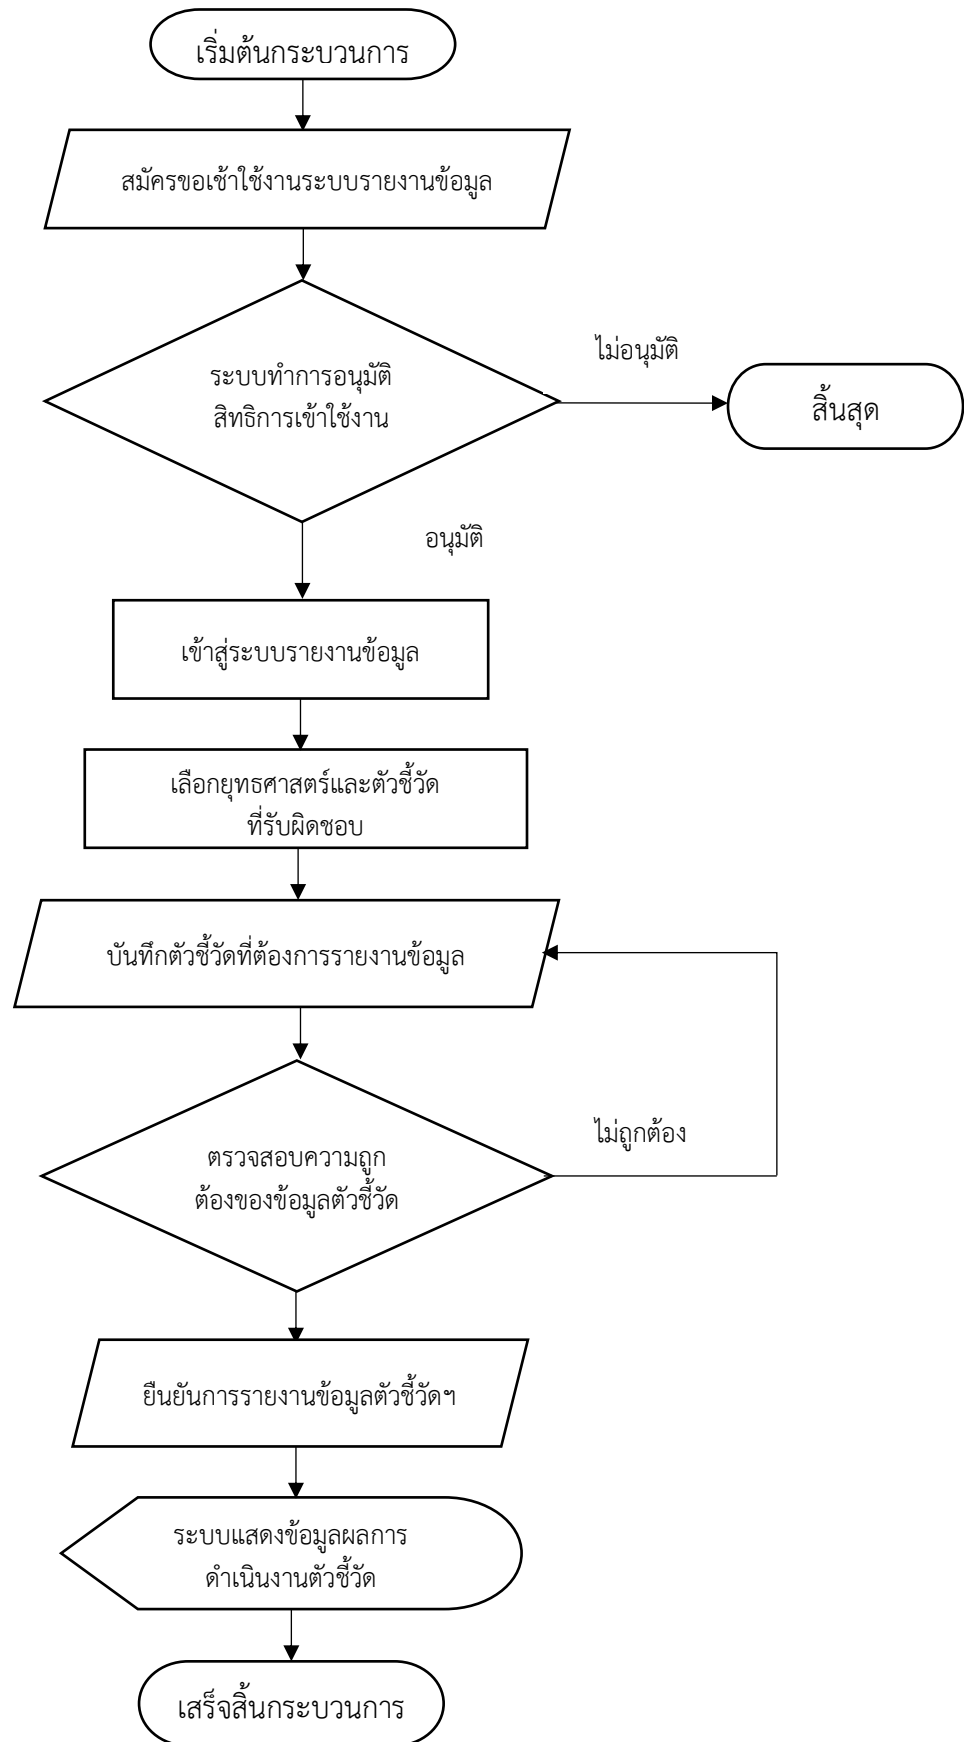 เริ่มต้นกระบวนการ
สมัครขอเช้าใช้งานระบบรายงานข้อมูล
ไม่อนุมัติ
ระบบทำการอนุมัติ
สิทธิการเข้าใช้งาน
สิ้นสุด
อนุมัติ
เข้าสู่ระบบรายงานข้อมูล
เลือกยุทธศาสตร์และตัวชี้วัด
ที่รับผิดชอบ
บันทึกตัวชี้วัดที่ต้องการรายงานข้อมูล
ไม่ถูกต้อง
ตรวจสอบความถูก
ต้องของข้อมูลตัวชี้วัด
ยืนยันการรายงานข้อมูลตัวชี้วัดฯ
ระบบแสดงข้อมูลผลการ
ดำเนินงานตัวชี้วัด
เสร็จสิ้นกระบวนการ